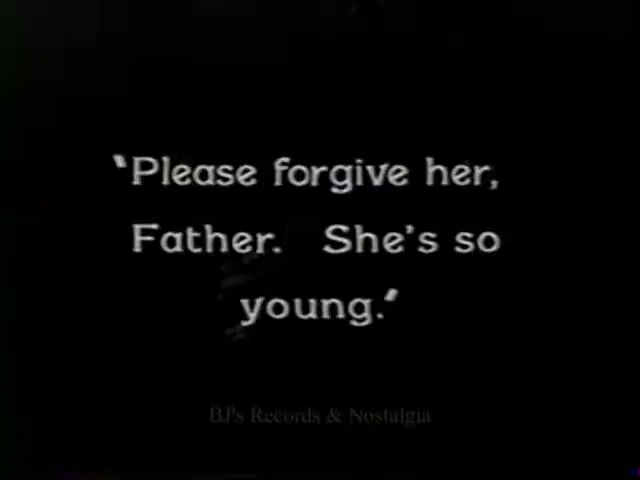 "Please forgive her,
Father. She's so
young."
BJ's Records & Nostalgia